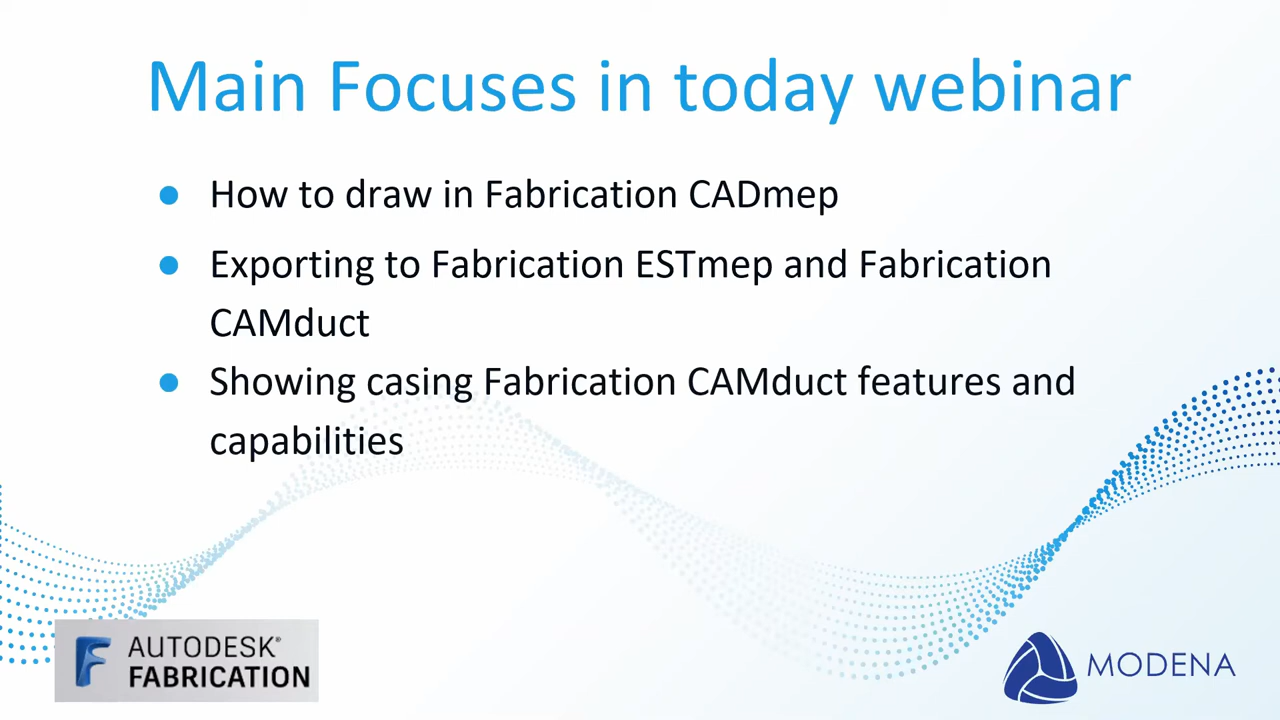 Main Focuses in today webinar
● How to draw in Fabrication CADmep
● Exporting to Fabrication ESTmep and Fabrication
CAMduct
● Showing casing Fabrication CAMduct features and
capabilities
AUTODESK®
FABRICATION
MODENA